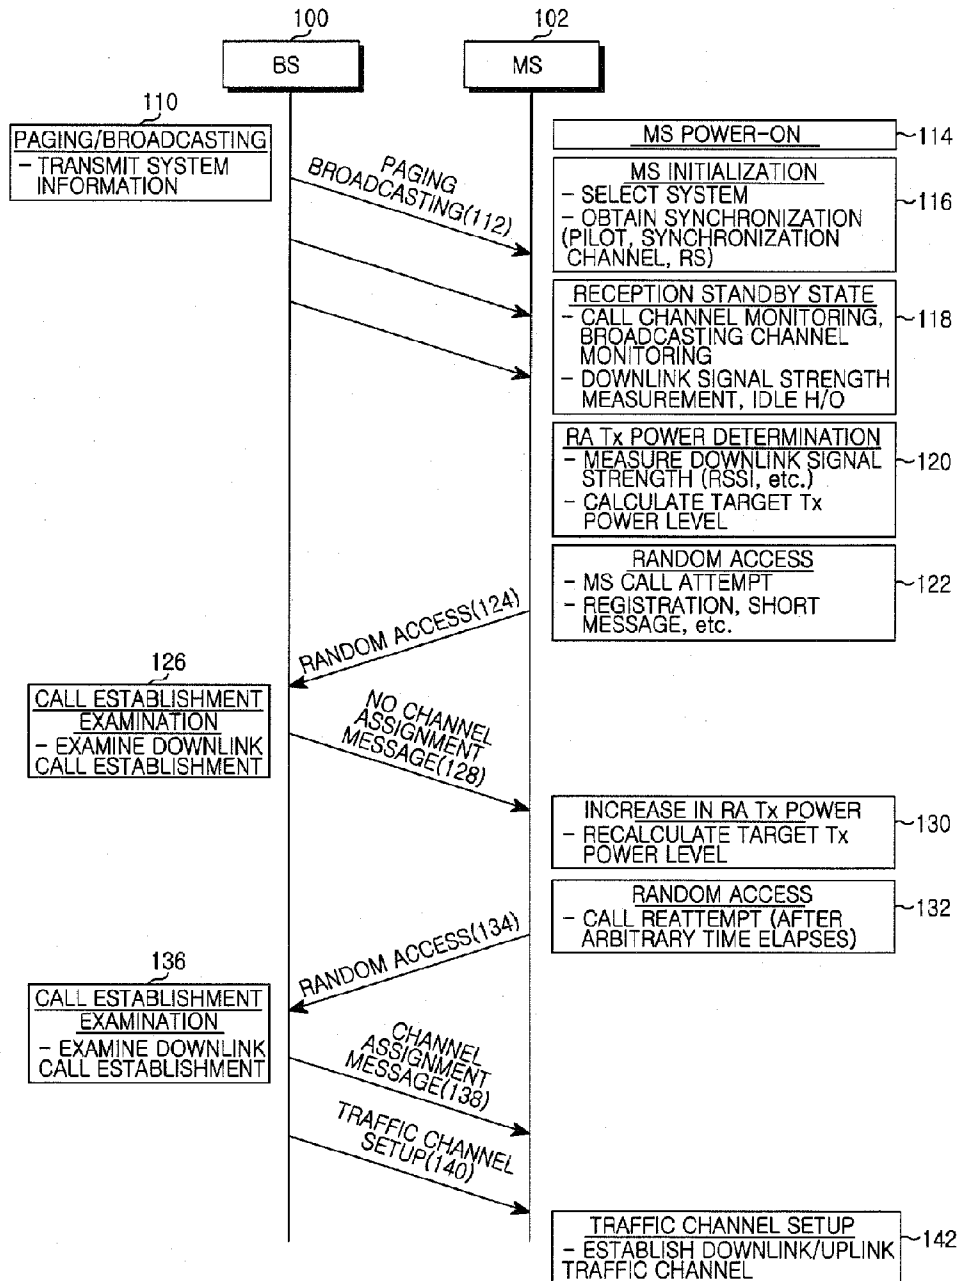 100
102
BS
MS
110
PAGING/BROADCASTING
- TRANSMIT SYSTEM
INFORMATION
PAGING
BROADCASTING(112)
MS POWER-ON
114
MS INITIALIZATION
- SELECT SYSTEM
- OBTAIN SYNCHRONIZATION
(PILOT, SYNCHRONIZATION
CHANNEL, RS)
116
RECEPTION STANDBY STATE
- CALL CHANNEL MONITORING,
BROADCASTING CHANNEL
MONITORING
- DOWNLINK SIGNAL STRENGTH
MEASUREMENT, IDLE H/O
118
RA Tx POWER DETERMINATION
- MEASURE DOWNLINK SIGNAL
STRENGTH (RSSI, etc.)
- CALCULATE TARGET Tx
POWER LEVEL
120
RANDOM ACCESS
- MS CALL ATTEMPT
- REGISTRATION, SHORT
MESSAGE, etc.
122
RANDOM ACCESS(124)
126
CALL ESTABLISHMENT
EXAMINATION
- EXAMINE DOWNLINK
CALL ESTABLISHMENT
NO CHANNEL
ASSIGNMENT
MESSAGE(128)
INCREASE IN RA Tx POWER
- RECALCULATE TARGET Tx
POWER LEVEL
130
RANDOM ACCESS
- CALL REATTEMPT (AFTER
ARBITRARY TIME ELAPSES)
132
RANDOM ACCESS(134)
136
CALL ESTABLISHMENT
EXAMINATION
- EXAMINE DOWNLINK
CALL ESTABLISHMENT
CHANNEL
ASSIGNMENT
MESSAGE(138)
TRAFFIC CHANNEL
SETUP(140)
TRAFFIC CHANNEL SETUP
- ESTABLISH DOWNLINK/UPLINK
TRAFFIC CHANNEL
142